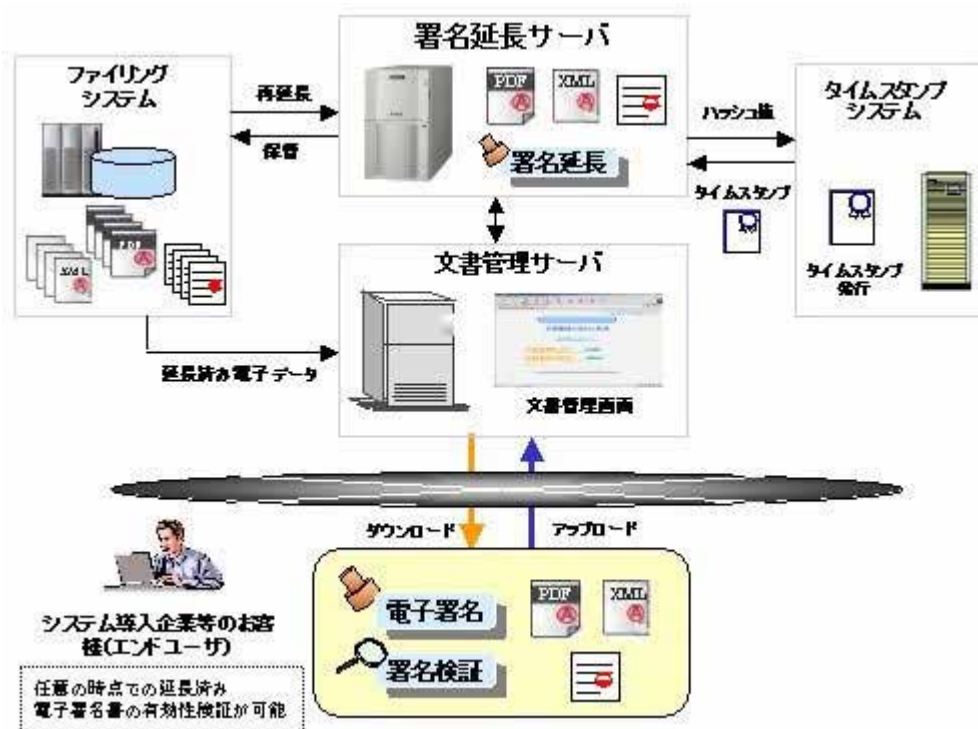 署名延長サーバ
ファイリング
システム
再延長
保管
PDF
XML
署名延長
ハッシュ値
タイムスタンプ
タイムスタンプ
システム
タイムスタンプ
発行
PDF
XML
延長済み電子データ
文書管理サーバ
文書管理画面
ダウンロード
アップロード
電子署名
PDF
XML
署名検証
システム導入企業等のお客
様(エンドユーザ)
任意の時点での延長済み
電子署名書の有効性検証が可能